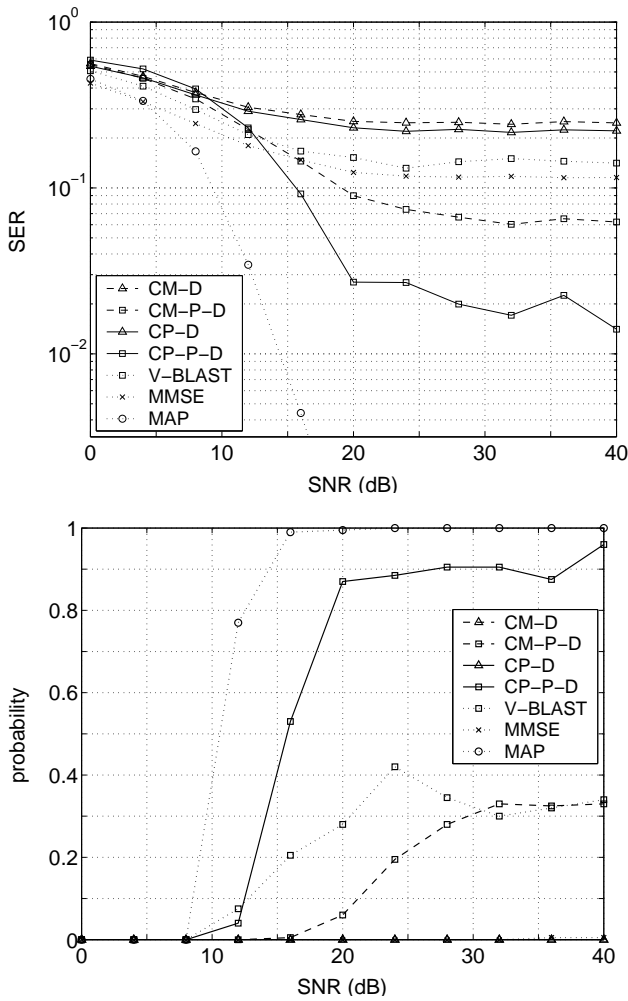 10^0
10^-1
10^-2
SER
CM-D
CM-P-D
CP-D
CP-P-D
V-BLAST
MMSE
MAP
0 10 20 30 40
SNR (dB)
1
0.8
0.6
0.4
0.2
0
probability
CM-D
CM-P-D
CP-D
CP-P-D
V-BLAST
MMSE
MAP
0 10 20 30 40
SNR (dB)